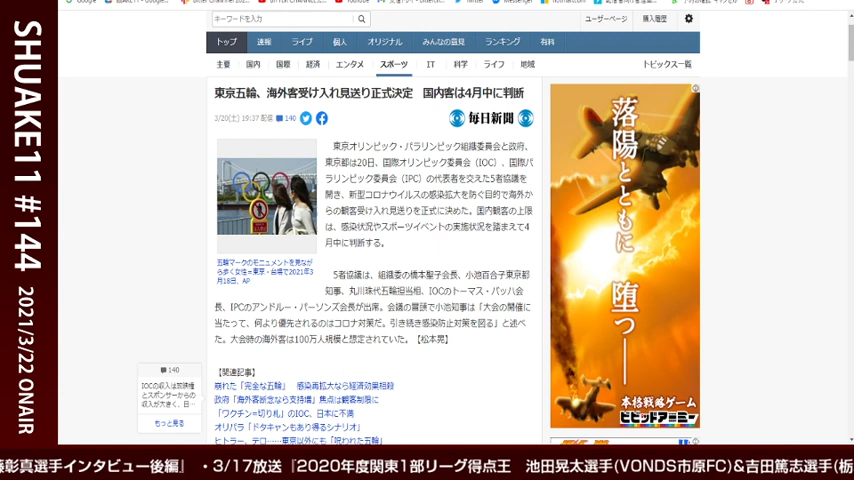 キーワードを入力
ユーザーページ
購入履歴
トップ 速報 ライブ 個人 オリジナル みんなの意見 ランキング 有料
主要 国内 国際 経済 エンタメ スポーツ IT 科学 ライフ 地域 トピックス一覧
東京五輪、海外客受け入れ見送り正式決定 国内客は4月中に判断
3/20(土) 19:37 配信 140
毎日新聞
東京オリンピック・パラリンピック組織委員会と政府、
東京都は20日、国際オリンピック委員会（IOC）、国際パ
ラリンピック委員会（IPC）の代表者を交えた5者協議を
開き、新型コロナウイルスの感染拡大を防ぐ目的で海外か
らの観客受け入れ見送りを正式に決めた。国内観客の上限
は、感染状況やスポーツイベントの実施状況を踏まえて4
月中に判断する。
五輪マークのモニュメントを見なが
ら歩く女性＝東京・台場で2021年3
月18日、AP
5者協議は、組織委の橋本聖子会長、小池百合子東京都
知事、丸川珠代五輪担当相、IOCのトーマス・バッハ会
長、IPCのアンドルー・パーソンズ会長が出席。会議の冒頭で小池知事は「大会の開催に
当たって、何より優先されるのはコロナ対策だ。引き続き感染防止対策を図る」と述べ
た。大会時の海外客は100万人規模と想定されていた。【松本晃】
【関連記事】
崩れた「完全な五輪」 感染再拡大なら経済効果相殺
政府「海外客断念なら支持増」焦点は観客制限に
「ワクチン=切り札」のIOC、日本に不満
オリパラ「ドタキャンもあり得るシナリオ」
ヒトラー、テロ……東京以外にも「呪われた五輪」
140
IOCの収入は放映権
とスポンサーからの
収入が大きく、日…
もっと見る
落陽とともに
堕つ――
本格戦略ゲーム
ビビッドアーミー
SHUAKE11 #144
2021/3/22 ONAIR
藤彰真選手インタビュー後編』 ・3/17放送『2020年度関東1部リーグ得点王 池田晃太選手(VONDS市原FC)&吉田篤志選手(栃